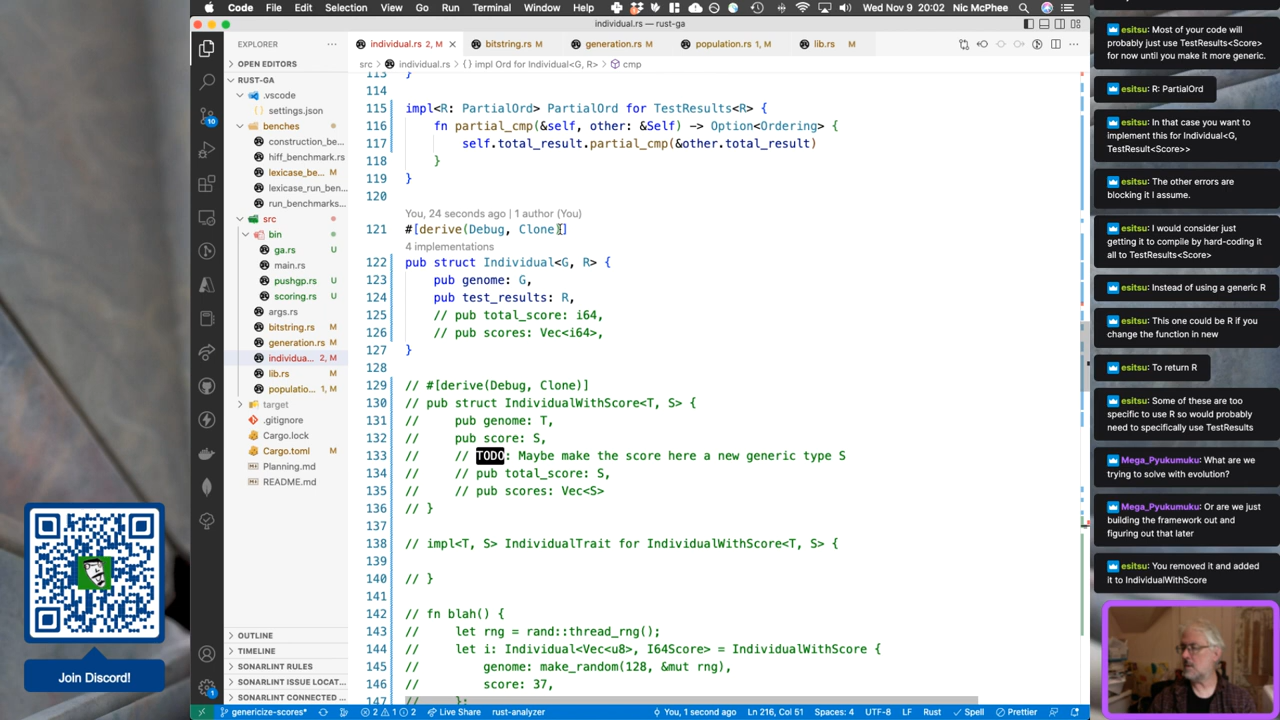 Code File Edit Selection View Go Run Terminal Window Help Wed Nov 9 20:02 Nic McPhee
individual.rs — rust-ga
EXPLORER
individual.rs 2, M
bitstring.rs M
generation.rs M
population.rs 1, M
lib.rs M
src > individual.rs > {} impl Ord for Individual<G, R> > cmp
OPEN EDITORS
RUST-GA
.vscode
settings.json
benches
construction_be...
hiff_benchmark.rs
lexicase_be... M
lexicase_run_ben...
run_benchmarks...
src
bin
ga.rs U
main.rs
pushgp.rs U
scoring.rs U
args.rs
bitstring.rs M
generation.rs M
individua... 2, M
lib.rs M
populatio... 1, M
target
.gitignore
Cargo.lock
Cargo.toml M
Planning.md
README.md
OUTLINE
TIMELINE
SONARLINT RULES
SONARLINT ISSUE LOCAT...
SONARLINT CONNECTED ...
113 }
114
115 impl<R: PartialOrd> PartialOrd for TestResults<R> {
116 fn partial_cmp(&self, other: &Self) -> Option<Ordering> {
117 self.total_result.partial_cmp(&other.total_result)
118 }
119 }
120
You, 24 seconds ago | 1 author (You)
121 #[derive(Debug, Clone)]
4 implementations
122 pub struct Individual<G, R> {
123 pub genome: G,
124 pub test_results: R,
125 // pub total_score: i64,
126 // pub scores: Vec<i64>,
127 }
128
129 // #[derive(Debug, Clone)]
130 // pub struct IndividualWithScore<T, S> {
131 // pub genome: T,
132 // pub score: S,
133 // // TODO: Maybe make the score here a new generic type S
134 // // pub total_score: S,
135 // // pub scores: Vec<S>
136 // }
137
138 // impl<T, S> IndividualTrait for IndividualWithScore<T, S> {
139
140 // }
141
142 // fn blah() {
143 // let rng = rand::thread_rng();
144 // let i: Individual<Vec<u8>, I64Score> = IndividualWithScore {
145 // genome: make_random(128, &mut rng),
146 // score: 37,
147 // };
genericize-scores* 2 1 2 Live Share rust-analyzer You, 1 second ago Ln 216, Col 51 Spaces: 4 UTF-8 LF Rust Spell Prettier
10
1
Join Discord!
esitsu: Most of your code will
probably just use TestResults<Score>
for now until you make it more generic.
esitsu: R: PartialOrd
esitsu: In that case you want to
implement this for Individual<G,
TestResult<Score>>
esitsu: The other errors are
blocking it I assume.
esitsu: I would consider just
getting it to compile by hard-coding it
all to TestResults<Score>
esitsu: Instead of using a generic R
esitsu: This one could be R if you
change the function in new
esitsu: To return R
esitsu: Some of these are too
specific to use R so would probably
need to specifically use TestResults
Mega_Pyukumuku: What are we
trying to solve with evolution?
Mega_Pyukumuku: Or are we just
building the framework out and
figuring out that later
esitsu: You removed it and added
it to IndividualWithScore